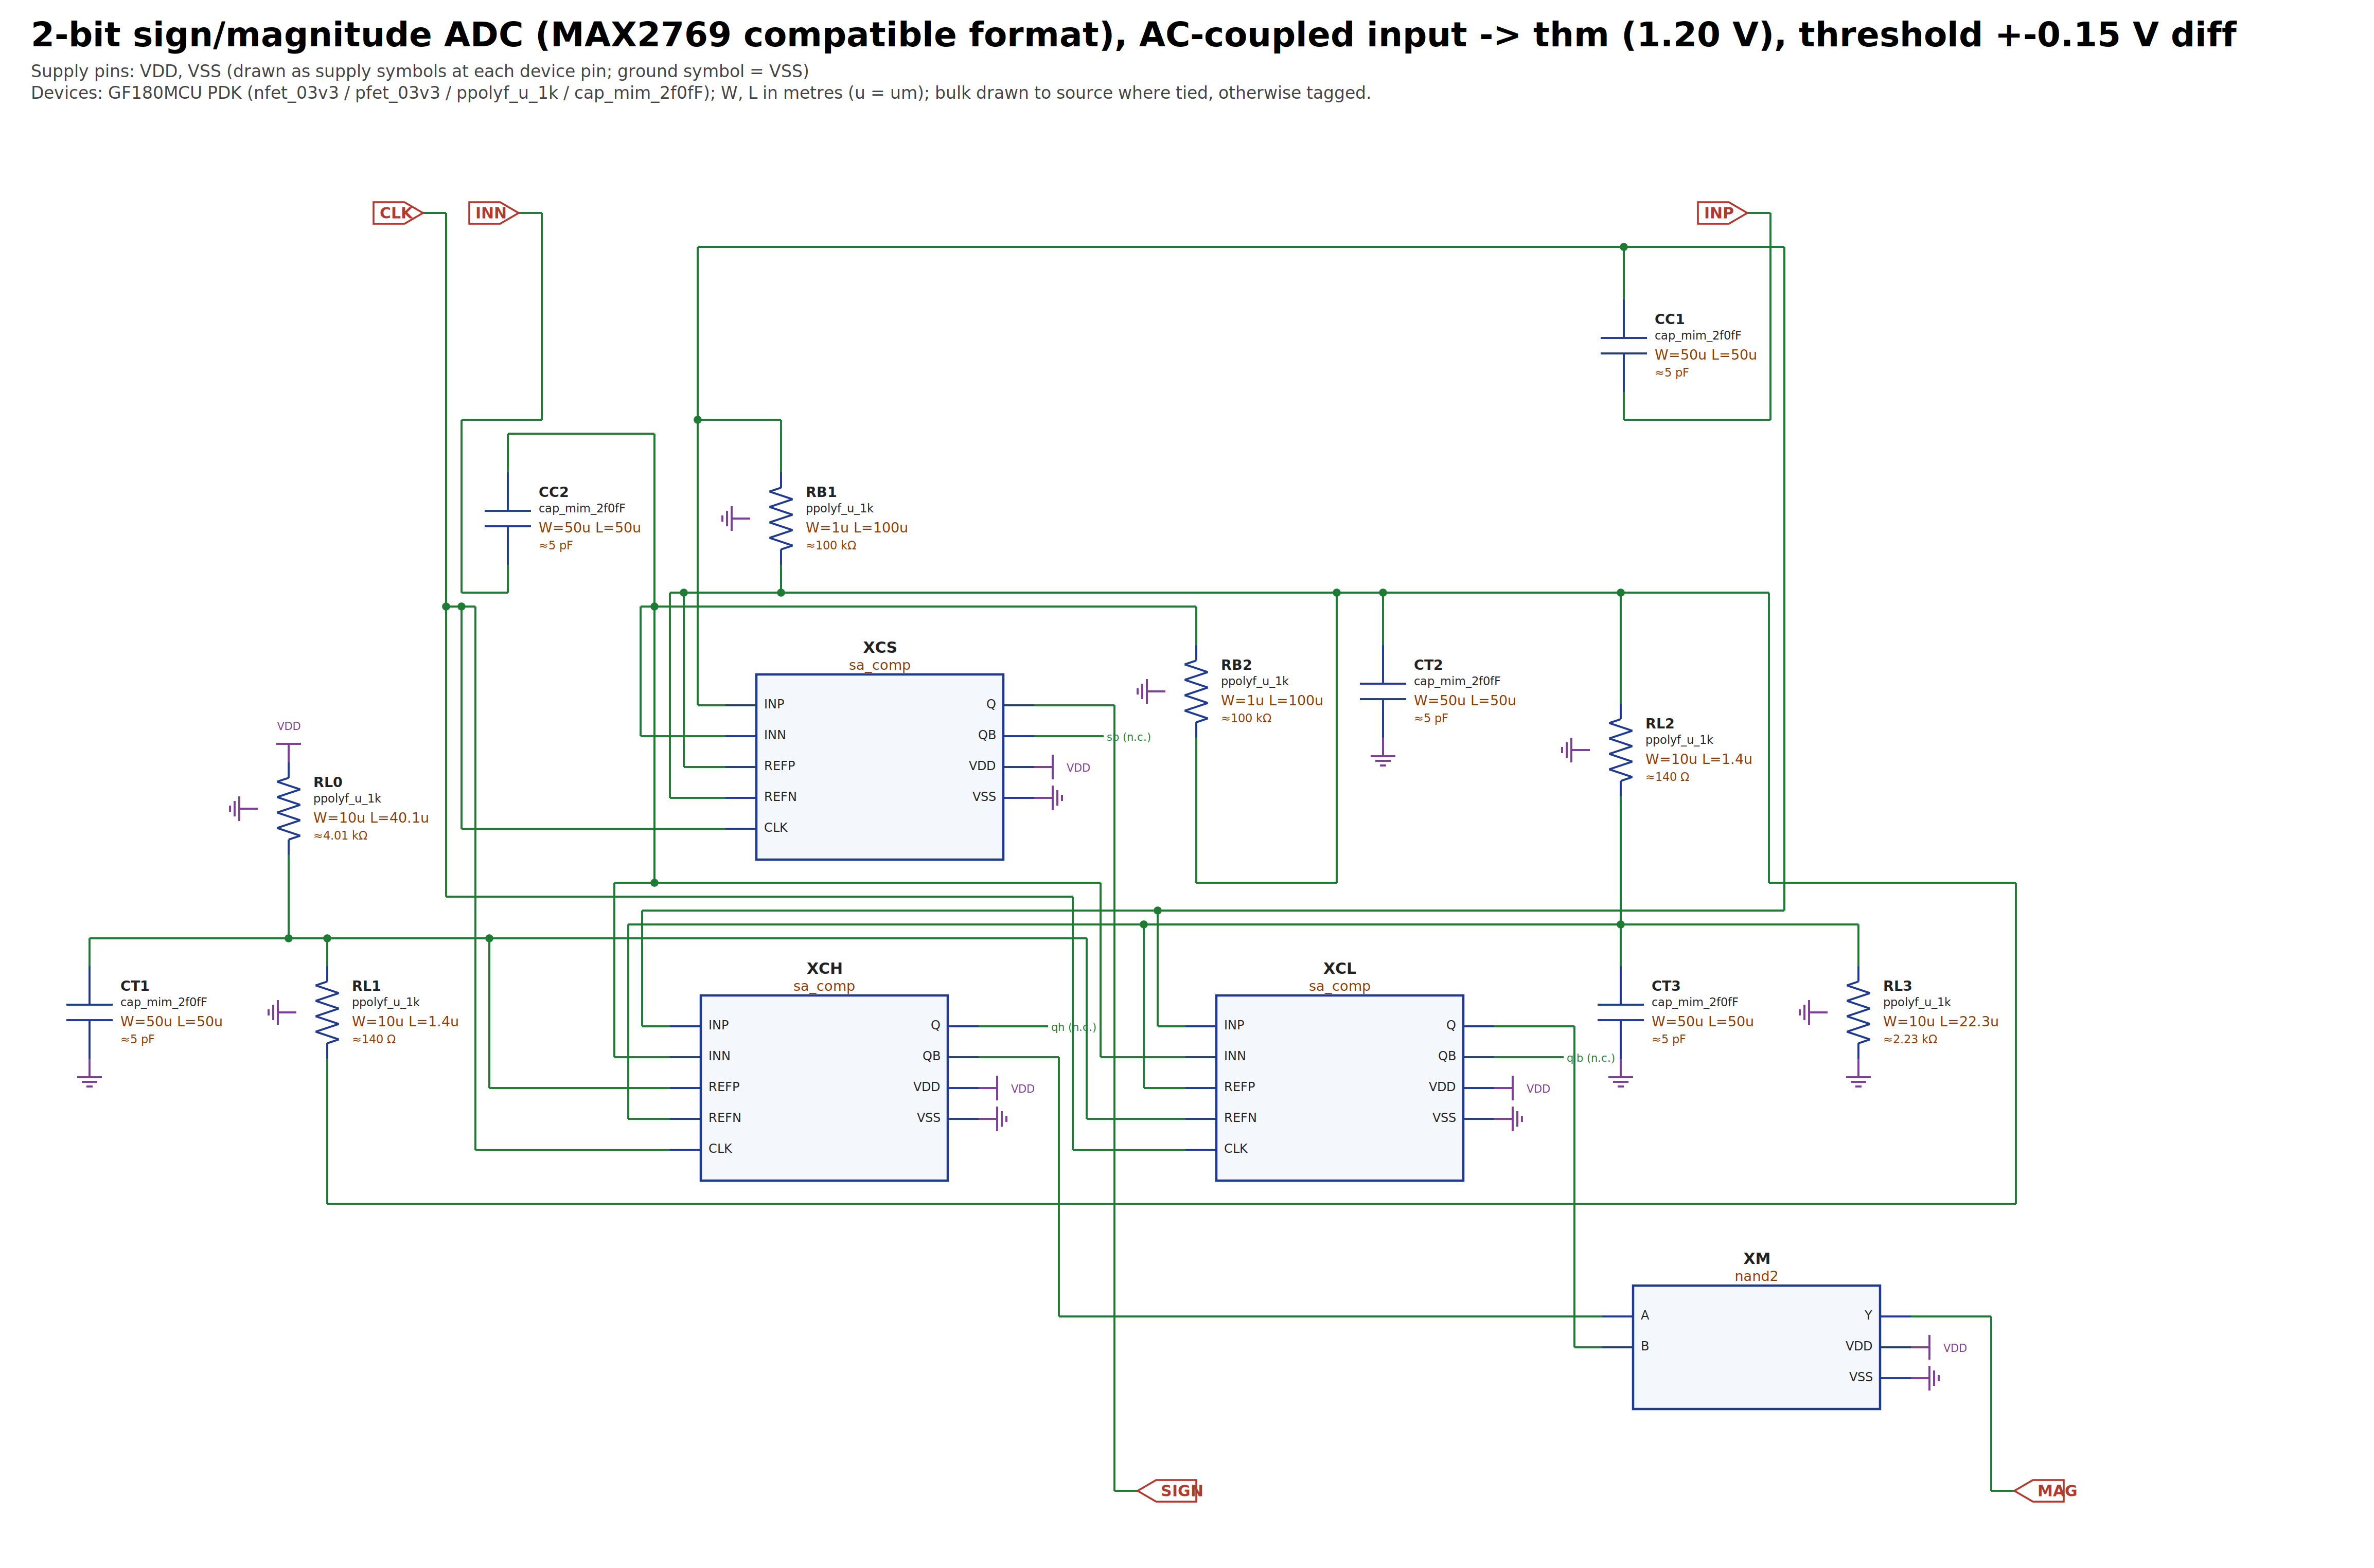 2-bit sign/magnitude ADC (MAX2769 compatible format), AC-coupled input -> thm (1.20 V), threshold +-0.15 V diff
Supply pins: VDD, VSS (drawn as supply symbols at each device pin; ground symbol = VSS)
Devices: GF180MCU PDK (nfet_03v3 / pfet_03v3 / ppolyf_u_1k / cap_mim_2f0fF); W, L in metres (u = um); bulk drawn to source where tied, otherwise tagged.
CLK
INN
INP
CC1
cap_mim_2f0fF
W=50u L=50u
≈5 pF
CC2
cap_mim_2f0fF
W=50u L=50u
≈5 pF
RB1
ppolyf_u_1k
W=1u L=100u
≈100 kΩ
XCS
sa_comp
INP
INN
REFP
REFN
CLK
Q
QB
VDD
VSS
sb (n.c.)
VDD
RB2
ppolyf_u_1k
W=1u L=100u
≈100 kΩ
CT2
cap_mim_2f0fF
W=50u L=50u
≈5 pF
RL2
ppolyf_u_1k
W=10u L=1.4u
≈140 Ω
VDD
RL0
ppolyf_u_1k
W=10u L=40.1u
≈4.01 kΩ
CT1
cap_mim_2f0fF
W=50u L=50u
≈5 pF
RL1
ppolyf_u_1k
W=10u L=1.4u
≈140 Ω
XCH
sa_comp
INP
INN
REFP
REFN
CLK
Q
QB
VDD
VSS
qh (n.c.)
VDD
XCL
sa_comp
INP
INN
REFP
REFN
CLK
Q
QB
VDD
VSS
(n.c.)
VDD
CT3
cap_mim_2f0fF
W=50u L=50u
≈5 pF
RL3
ppolyf_u_1k
W=10u L=22.3u
≈2.23 kΩ
XM
nand2
A
B
Y
VDD
VSS
VDD
SIGN
MAG